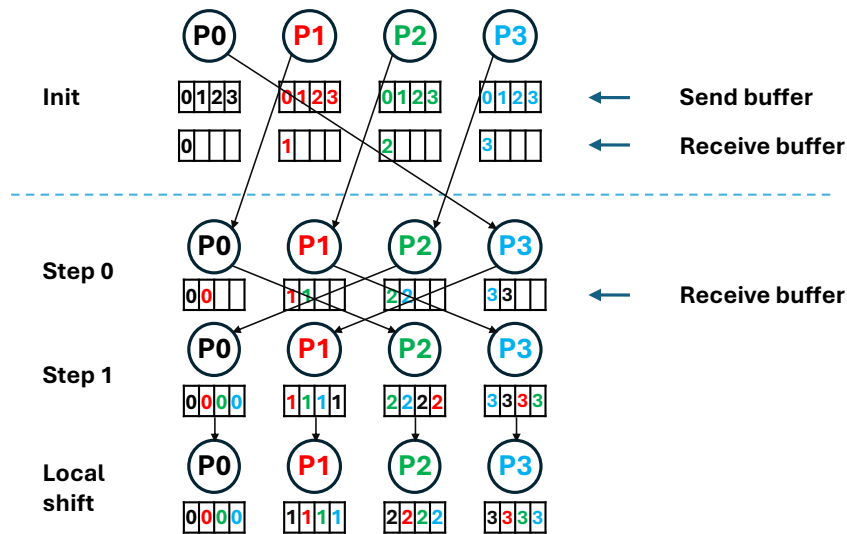 P0 P1 P2 P3
Init 0123 0123 0123 0123 Send buffer
0 1 2 3 Receive buffer
P0 P1 P2 P3
Step 0
00 11 22 33 Receive buffer
P0 P1 P2 P3
Step 1
0000 1111 2222 3333
P0 P1 P2 P3
Local
shift
0000 1111 2222 3333